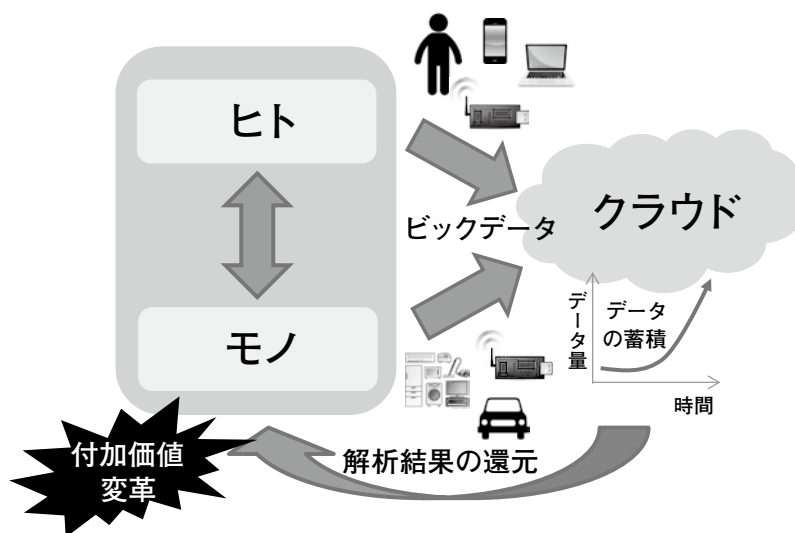 ヒト
モノ
ビックデータ
クラウド
データ量
データ
の蓄積
時間
解析結果の還元
付加価値
変革